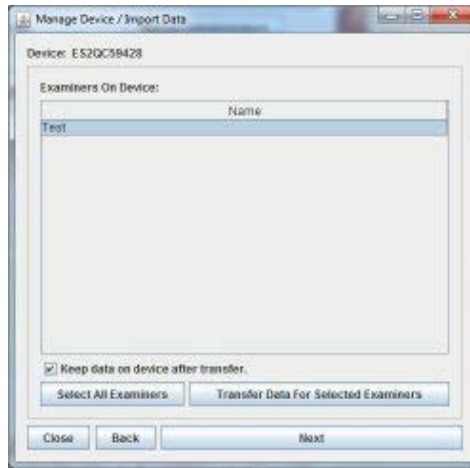 Manage Device / Import Data
Device: ES2QC59428
Examiners On Device:
Name
Test
Keep data on device after transfer.
Select All Examiners Transfer Data For Selected Examiners
Close Back Next